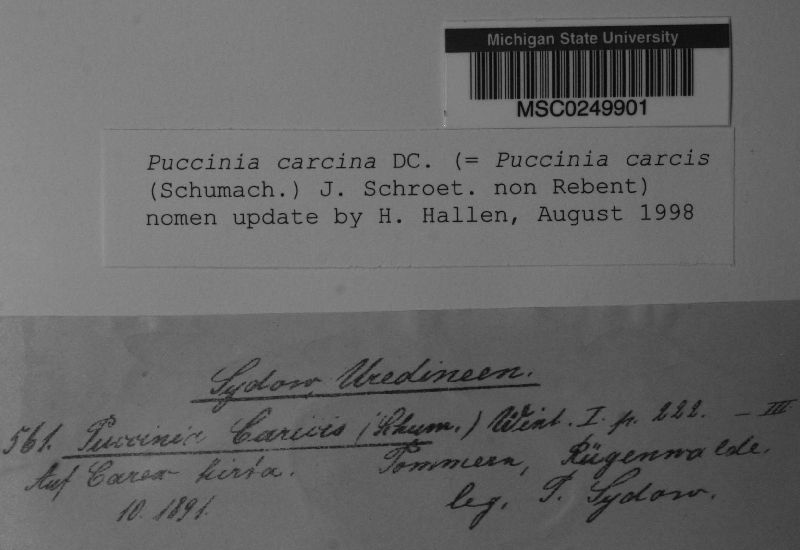 Michigan State University
MSC0249901
Puccinia carcina DC. (= Puccinia carcis
(Schumach.) J. Schroet. non Rebent)
nomen update by H. Hallen, August 1998
Sydow, Uredineen.
561. Puccinia Caricis (Schum.) Wint. I. p. 222. — III
Auf Carex hirta. Pommern, Rügenwalde.
10. 1891. leg. P. Sydow.